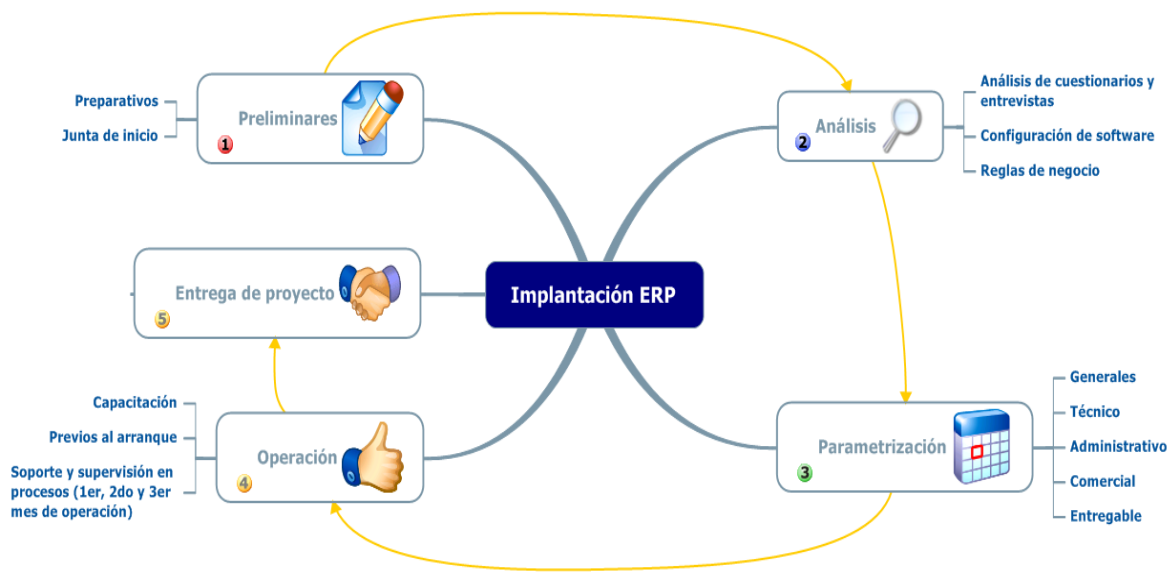 Preparativos
Junta de inicio
Preliminares
1
Análisis
2
Análisis de cuestionarios y
entrevistas
Configuración de software
Reglas de negocio
Implantación ERP
Entrega de proyecto
5
Capacitación
Previos al arranque
Soporte y supervisión en
procesos (1er, 2do y 3er
mes de operación)
Operación
4
Parametrización
3
Generales
Técnico
Administrativo
Comercial
Entregable